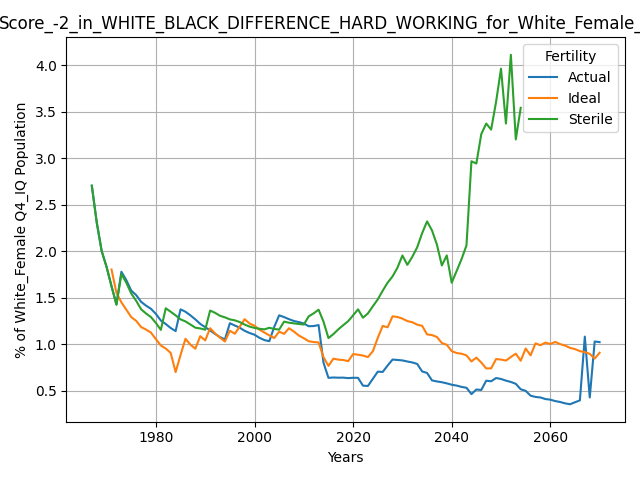 Score_-2_in_WHITE_BLACK_DIFFERENCE_HARD_WORKING_for_White_Female_
Fertility
Actual
Ideal
Sterile
% of White_Female Q4_IQ Population
4.0
3.5
3.0
2.5
2.0
1.5
1.0
0.5
1980 2000 2020 2040 2060
Years